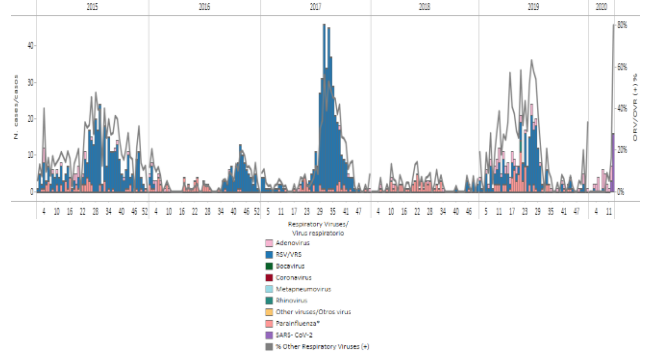 2015 2016 2017 2018 2019 2020
N. cases/casos
40
30
20
10
0
80%
60%
40%
20%
0%
ORV/OVR (+) %
4 10 16 22 28 34 40 46 52 4 10 16 22 28 34 40 46 52 5 11 17 23 29 35 41 47 4 10 16 22 28 34 40 46 5 11 17 23 29 35 41 47 4 11
Respiratory Viruses/
Virus respiratorio
Adenovirus
RSV/VRS
Bocavirus
Coronavirus
Metapneumovirus
Rhinovirus
Other viruses/Otros virus
Parainfluenza*
SARS- CoV-2
% Other Respiratory Viruses (+)